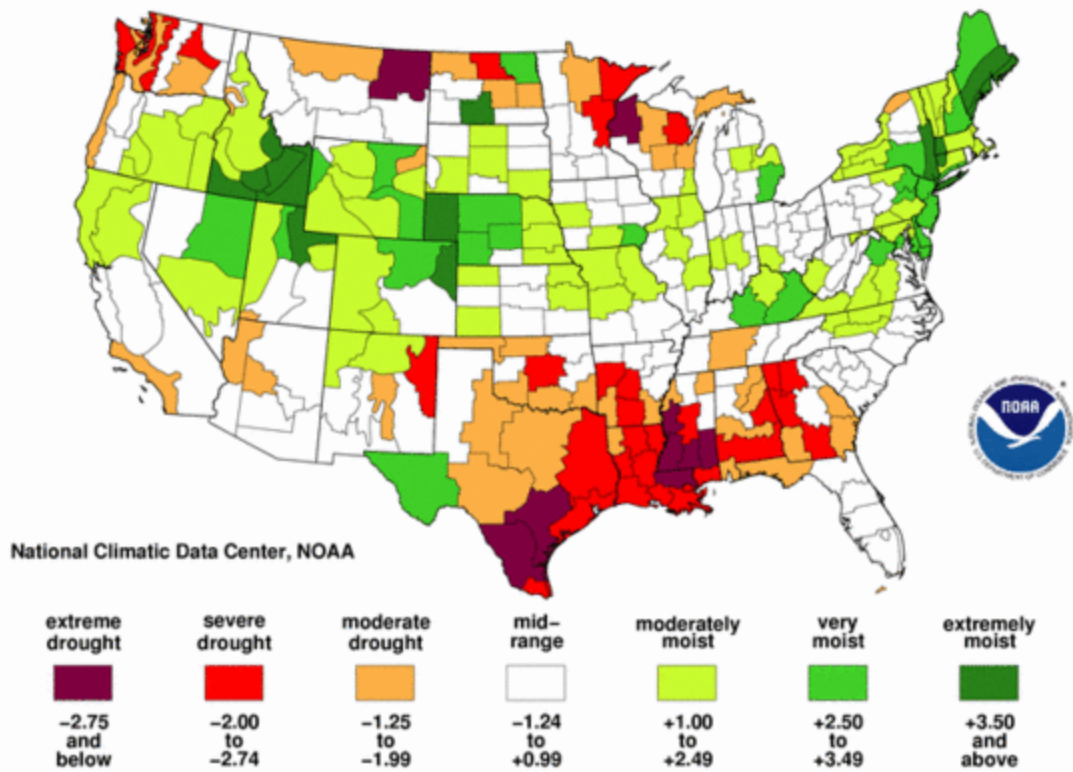 NOAA
National Climatic Data Center, NOAA
extreme drought
severe drought
moderate drought
mid-range
moderately moist
very moist
extremely moist
-2.75 and below
-2.00 to -2.74
-1.25 to -1.99
-1.24 to +0.99
+1.00 to +2.49
+2.50 to +3.49
+3.50 and above